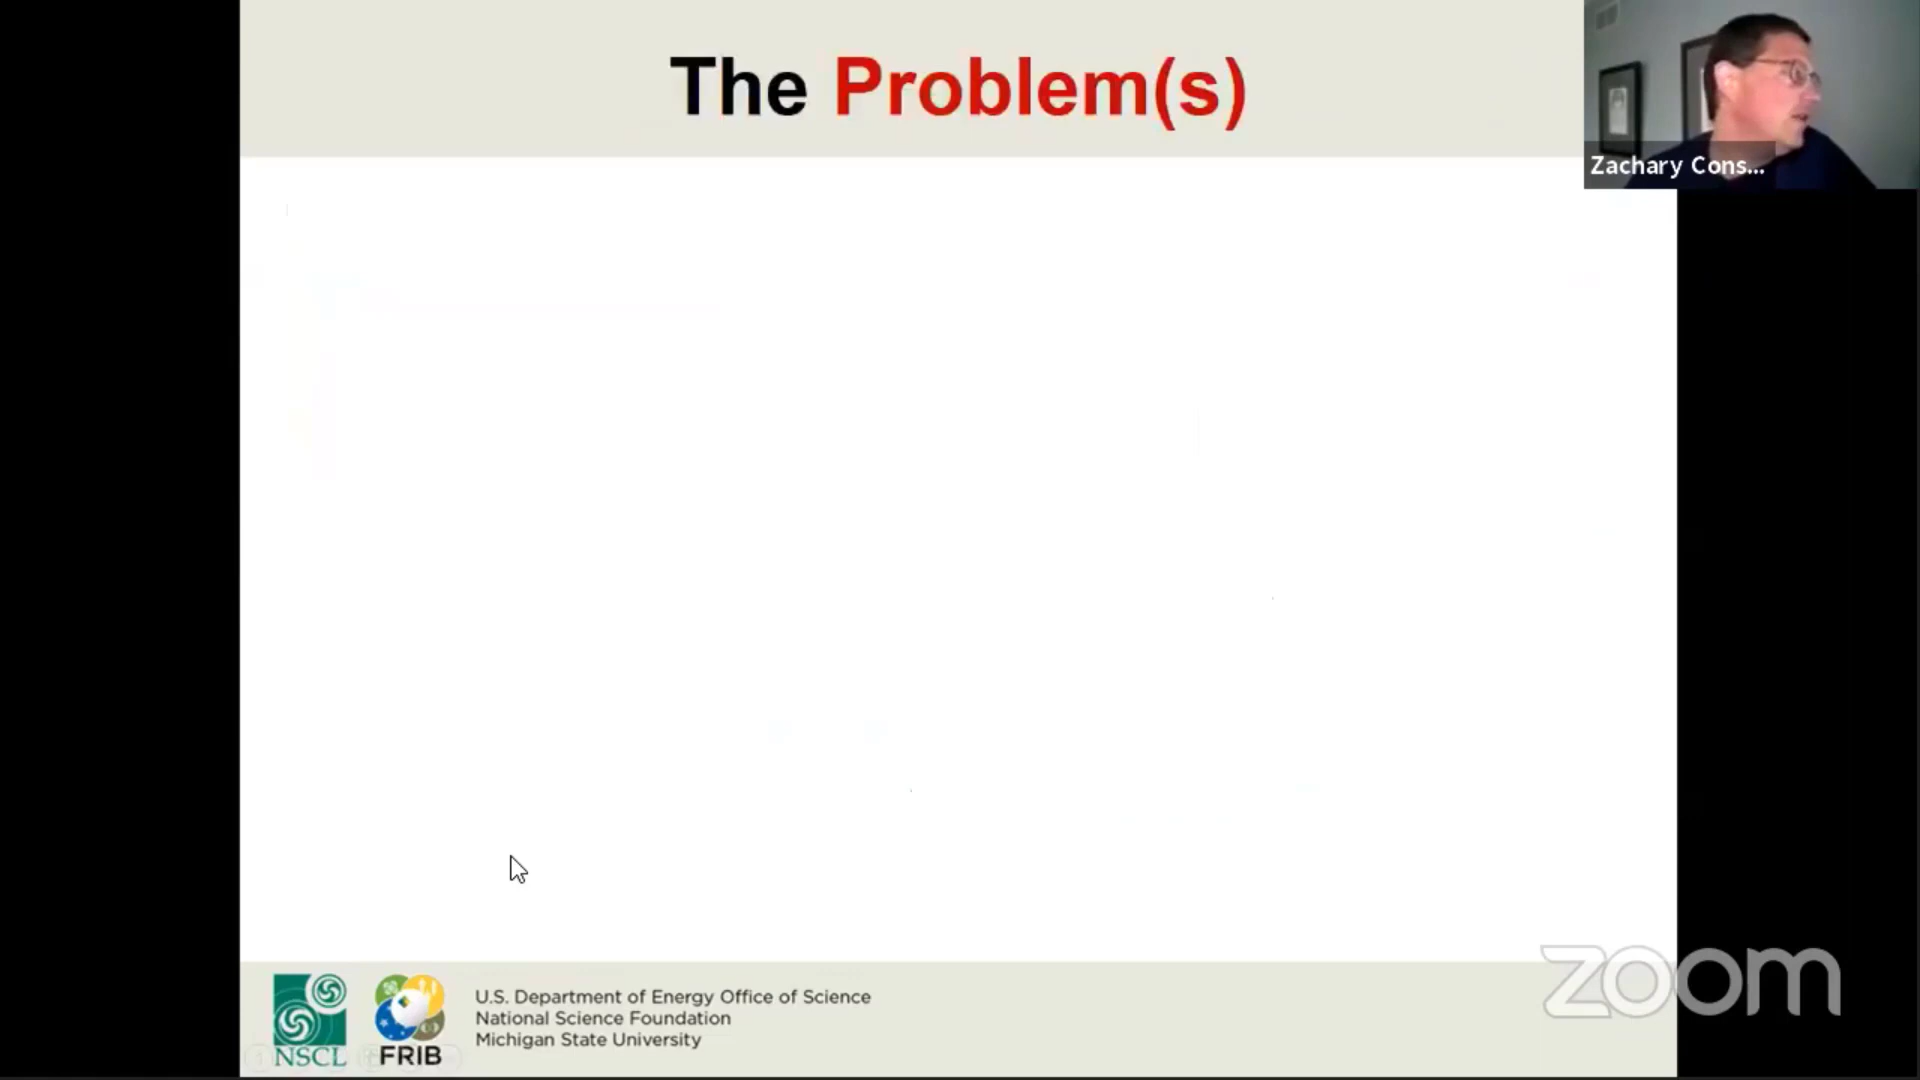 The Problem(s)
Zachary Cons...
U.S. Department of Energy Office of Science
National Science Foundation
Michigan State University
NSCL
FRIB
zoom